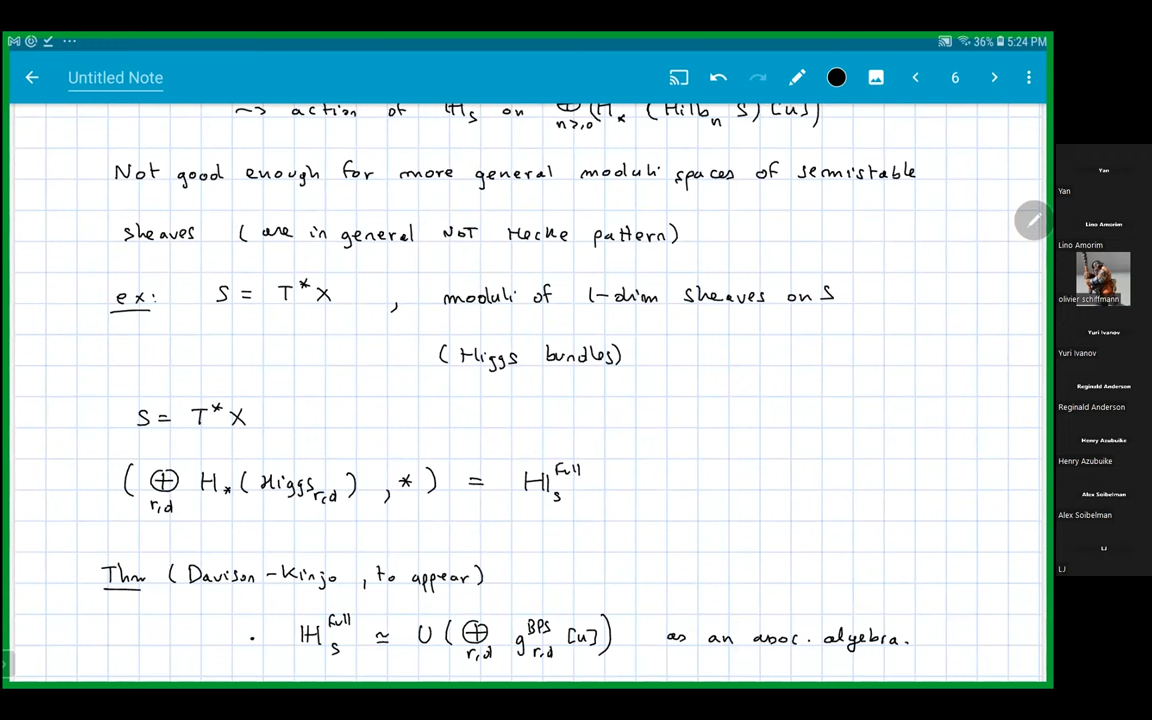 36% 5:24 PM
Untitled Note
6
~> action of H_S on ⊕_{n≥0} (H_* (Hilb_n S) [u])
Not good enough for more general moduli spaces of semistable
sheaves (are in general NOT Hecke pattern)
ex: S = T*X , moduli of 1-dim sheaves on S
(Higgs bundles)
S = T*X
( ⊕_{r,d} H_* (Higgs_{r,d}) , * ) = H_S^{full}
Thm (Davison-Kinjo, to appear)
. H_S^{full} ≃ U ( ⊕_{r,d} g_{r,d}^{BPS} [u] ) as an assoc. algebra.
Yan
Yan
Lino Amorim
Lino Amorim
olivier schiffmann
Yuri Ivanov
Yuri Ivanov
Reginald Anderson
Reginald Anderson
Henry Azubuike
Henry Azubuike
Alex Soibelman
Alex Soibelman
LJ
LJ